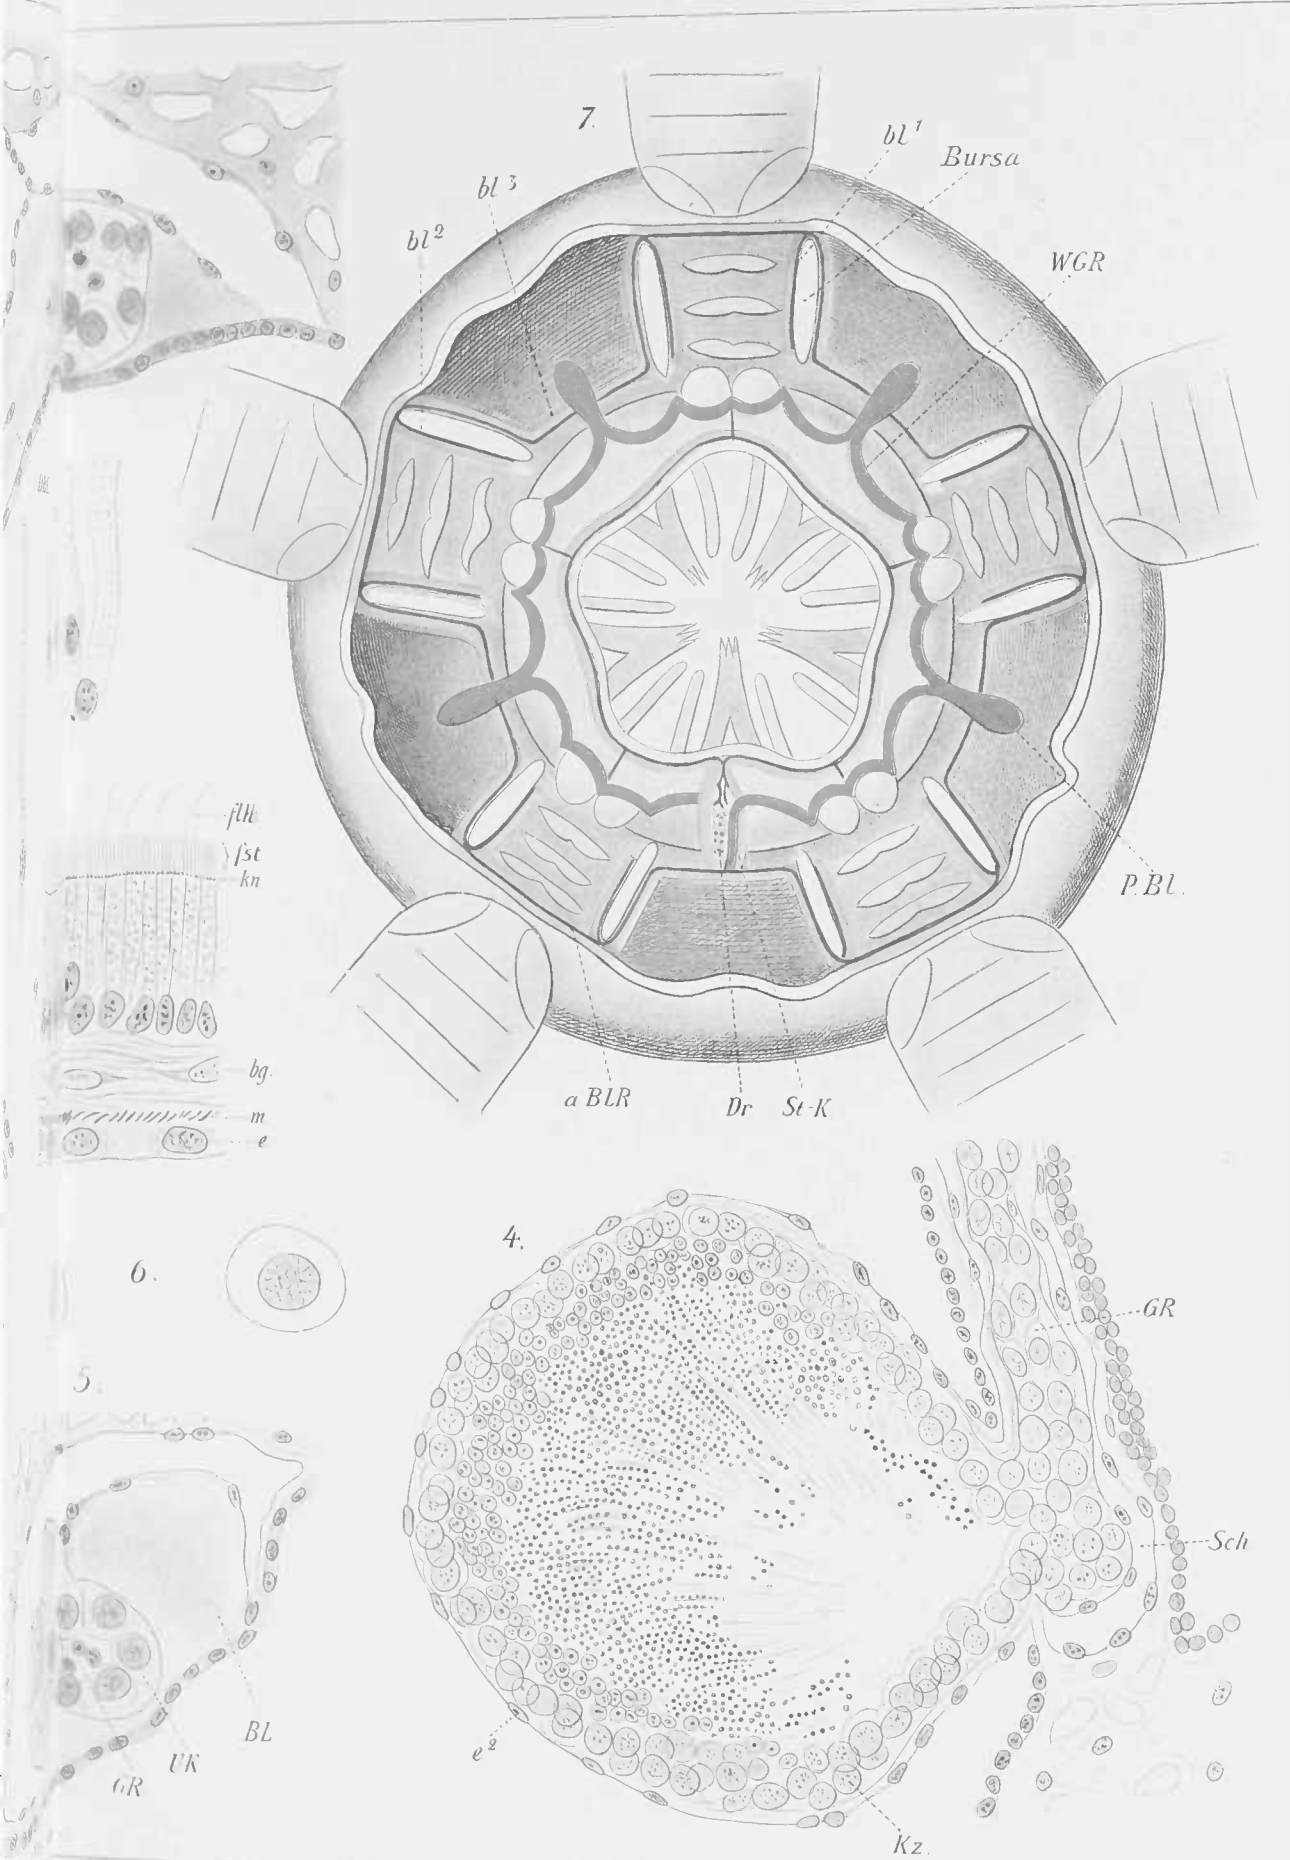 7.
bl¹
Bursa
bl³
bl²
WGR
flH
fst
kn
P.Bl.
bg.
m
e
a BLR
Dr
St-K
4.
6.
GR
5.
Sch
BL
UK
GR
e²
Kz.